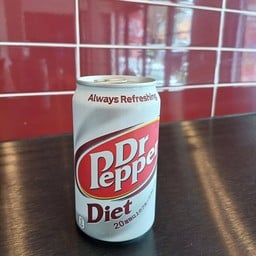 Always Refreshing
Dr
Pepper
Diet